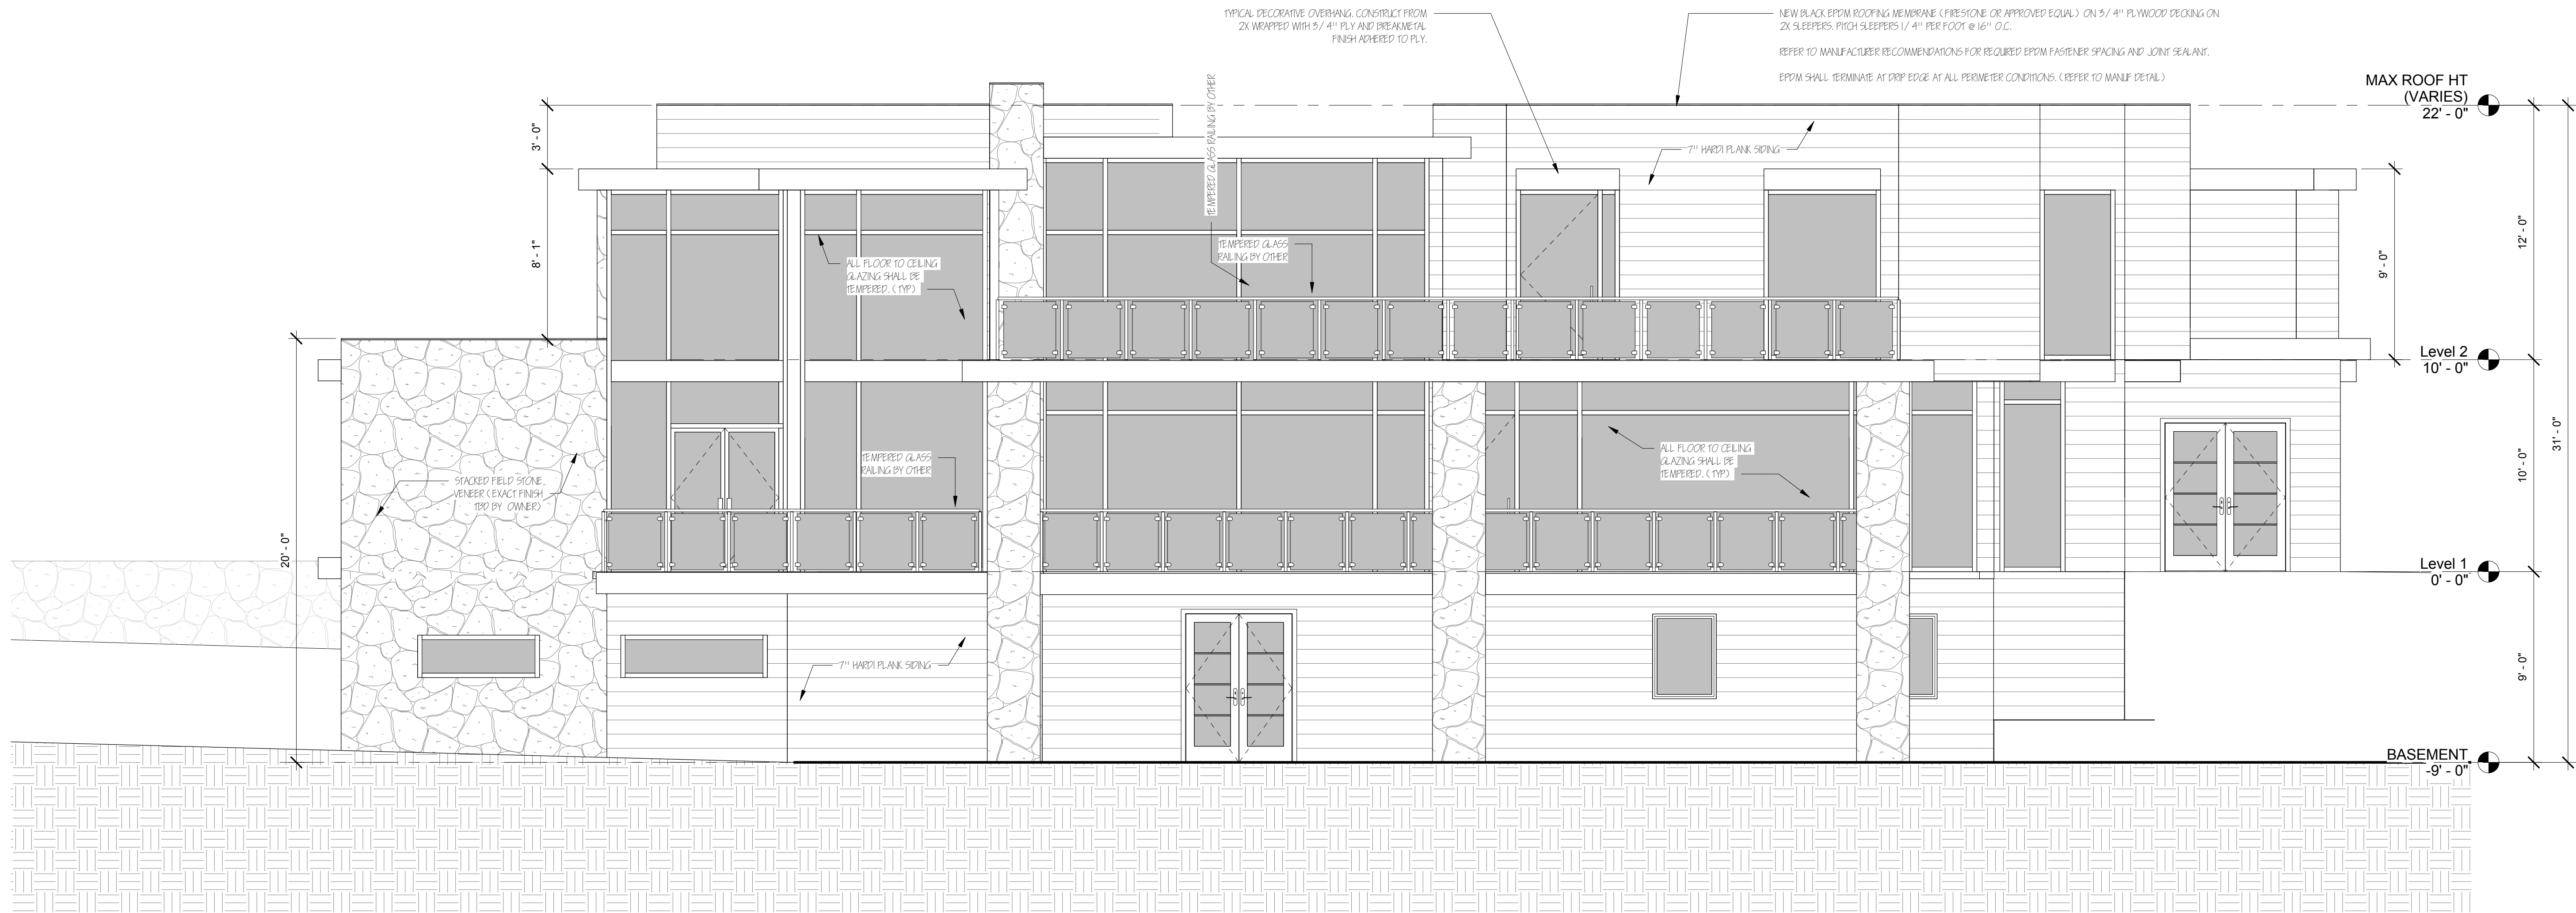 TYPICAL DECORATIVE OVERHANG. CONSTRUCT FROM
2X WRAPPED WITH 3/4" PLY AND BREAKMETAL
FINISH ADHERED TO PLY.
NEW BLACK EPDM ROOFING MEMBRANE (FIRESTONE OR APPROVED EQUAL) ON 3/4" PLYWOOD DECKING ON
2X SLEEPERS. PITCH SLEEPERS 1/4" PER FOOT @ 16" O.C.
REFER TO MANUFACTURER RECOMMENDATIONS FOR REQUIRED EPDM FASTENER SPACING AND JOINT SEALANT.
EPDM SHALL TERMINATE AT DRIP EDGE AT ALL PERIMETER CONDITIONS. (REFER TO MANUF DETAIL)
MAX ROOF HT
(VARIES)
22' - 0"
TEMPERED GLASS RAILING BY OTHER
3' - 0"
7" HARDI PLANK SIDING
8' - 1"
12' - 0"
9' - 0"
TEMPERED GLASS
RAILING BY OTHER
ALL FLOOR TO CEILING
GLAZING SHALL BE
TEMPERED. (TYP)
Level 2
10' - 0"
31' - 0"
ALL FLOOR TO CEILING
GLAZING SHALL BE
TEMPERED. (TYP)
TEMPERED GLASS
RAILING BY OTHER
10' - 0"
STACKED FIELD STONE
VENEER (EXACT FINISH
TBD BY OWNER)
20' - 0"
Level 1
0' - 0"
7" HARDI PLANK SIDING
9' - 0"
BASEMENT
-9' - 0"